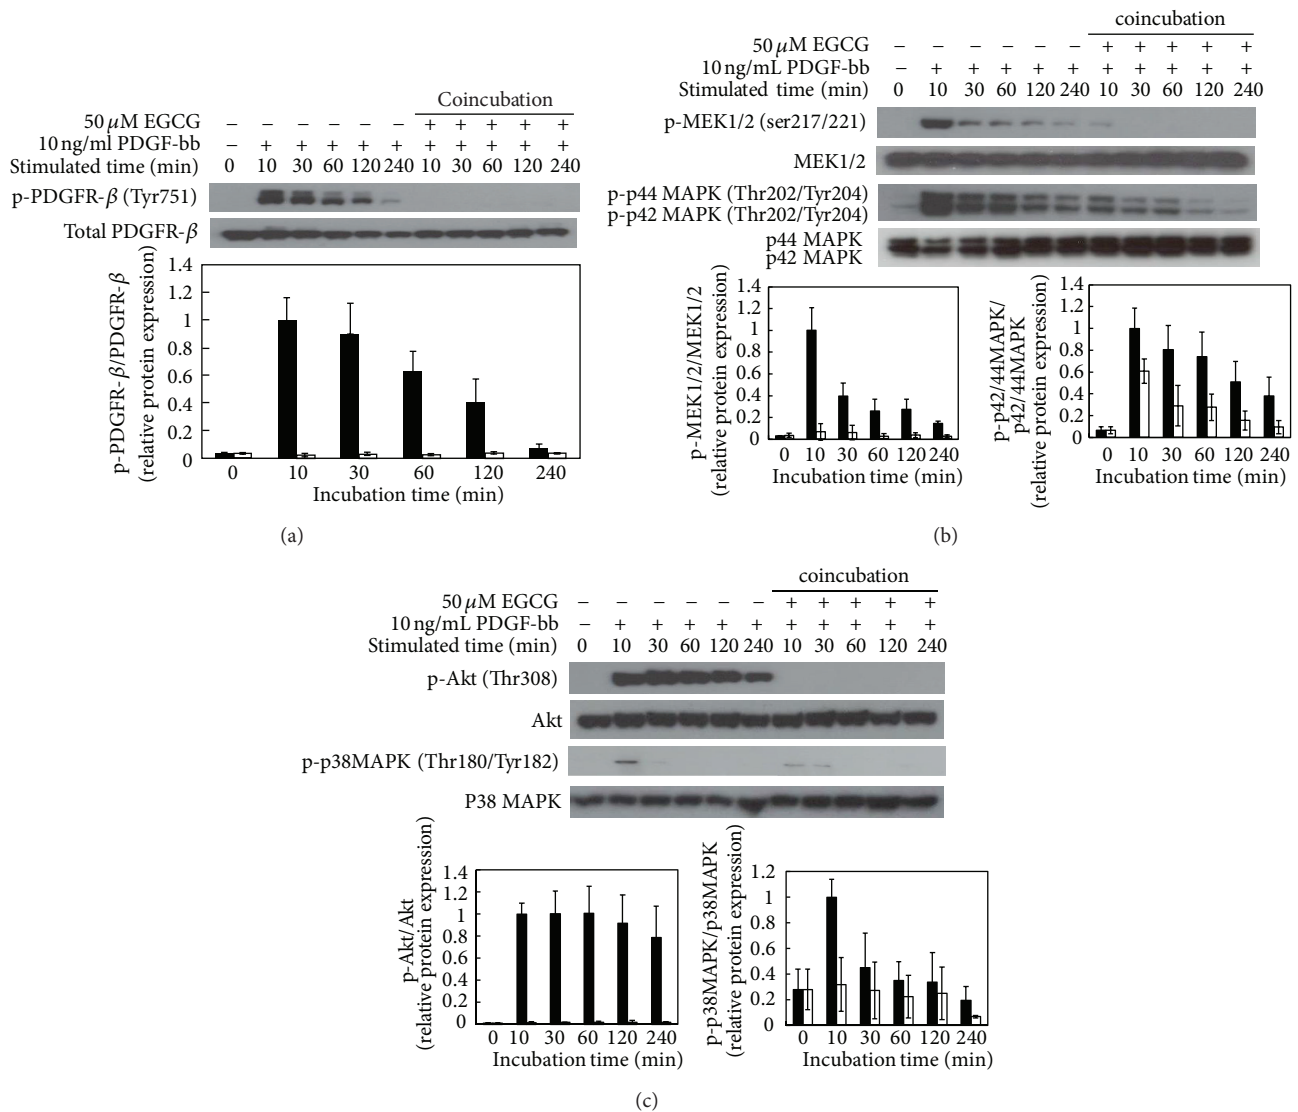 Coincubation
50 μM EGCG − − − − − − + + + + +
10 ng/ml PDGF-bb − + + + + + + + + + +
Stimulated time (min) 0 10 30 60 120 240 10 30 60 120 240
p-PDGFR-β (Tyr751)
Total PDGFR-β
p-PDGFR-β/PDGFR-β
(relative protein expression)
1.4
1.2
1
0.8
0.6
0.4
0.2
0
0 10 30 60 120 240
Incubation time (min)
(a)
coincubation
50 μM EGCG − − − − − − + + + + +
10 ng/mL PDGF-bb − + + + + + + + + + +
Stimulated time (min) 0 10 30 60 120 240 10 30 60 120 240
p-MEK1/2 (ser217/221)
MEK1/2
p-p44 MAPK (Thr202/Tyr204)
p-p42 MAPK (Thr202/Tyr204)
p44 MAPK
p42 MAPK
p-MEK1/2/MEK1/2
(relative protein expression)
1.4
1.2
1
0.8
0.6
0.4
0.2
0
0 10 30 60 120 240
Incubation time (min)
p-p42/44MAPK/
p42/44MAPK
(relative protein expression)
1.4
1.2
1
0.8
0.6
0.4
0.2
0
0 10 30 60 120 240
Incubation time (min)
(b)
coincubation
50 μM EGCG − − − − − − + + + + +
10 ng/mL PDGF-bb − + + + + + + + + + +
Stimulated time (min) 0 10 30 60 120 240 10 30 60 120 240
p-Akt (Thr308)
Akt
p-p38MAPK (Thr180/Tyr182)
P38 MAPK
p-Akt/Akt
(relative protein expression)
1.4
1.2
1
0.8
0.6
0.4
0.2
0
0 10 30 60 120 240
Incubation time (min)
p-p38MAPK/p38MAPK
(relative protein expression)
1.2
1
0.8
0.6
0.4
0.2
0
0 10 30 60 120 240
Incubation time (min)
(c)